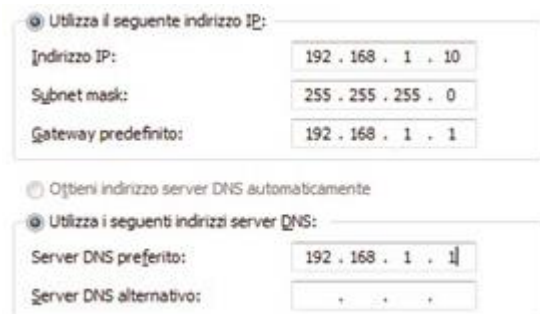 Utilizza il seguente indirizzo IP:
Indirizzo IP: 192 . 168 . 1 . 10
Subnet mask: 255 . 255 . 255 . 0
Gateway predefinito: 192 . 168 . 1 . 1
Ottieni indirizzo server DNS automaticamente
Utilizza i seguenti indirizzi server DNS:
Server DNS preferito: 192 . 168 . 1 . 1
Server DNS alternativo: . . .